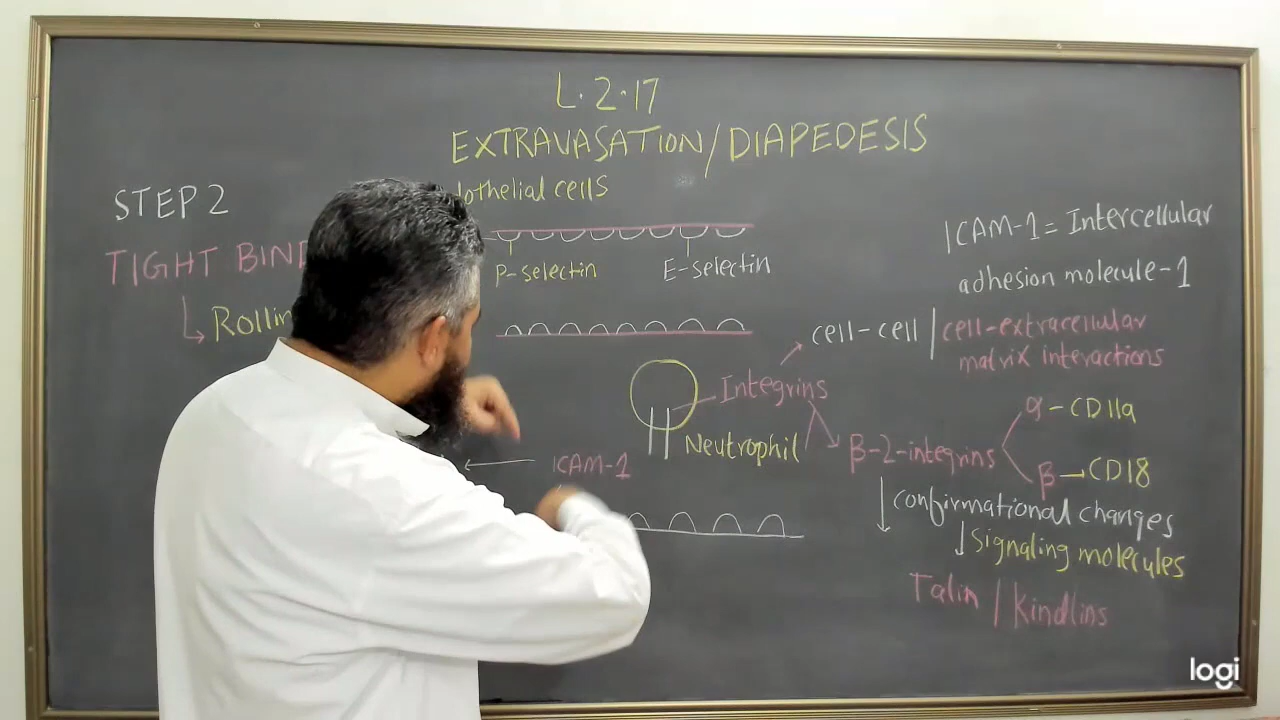 L.2.17
EXTRAVASATION/DIAPEDESIS
STEP 2
TIGHT BIND
Rollin
dothelial cells
P-selectin
E-selectin
ICAM-1 = Intercellular
adhesion molecule-1
cell-cell / cell-extracellular
matrix interactions
Integrins
Neutrophil
ICAM-1
β-2-integrins
α-CD11a
β→CD18
confirmational changes
Signaling molecules
Talin / Kindlins
logi